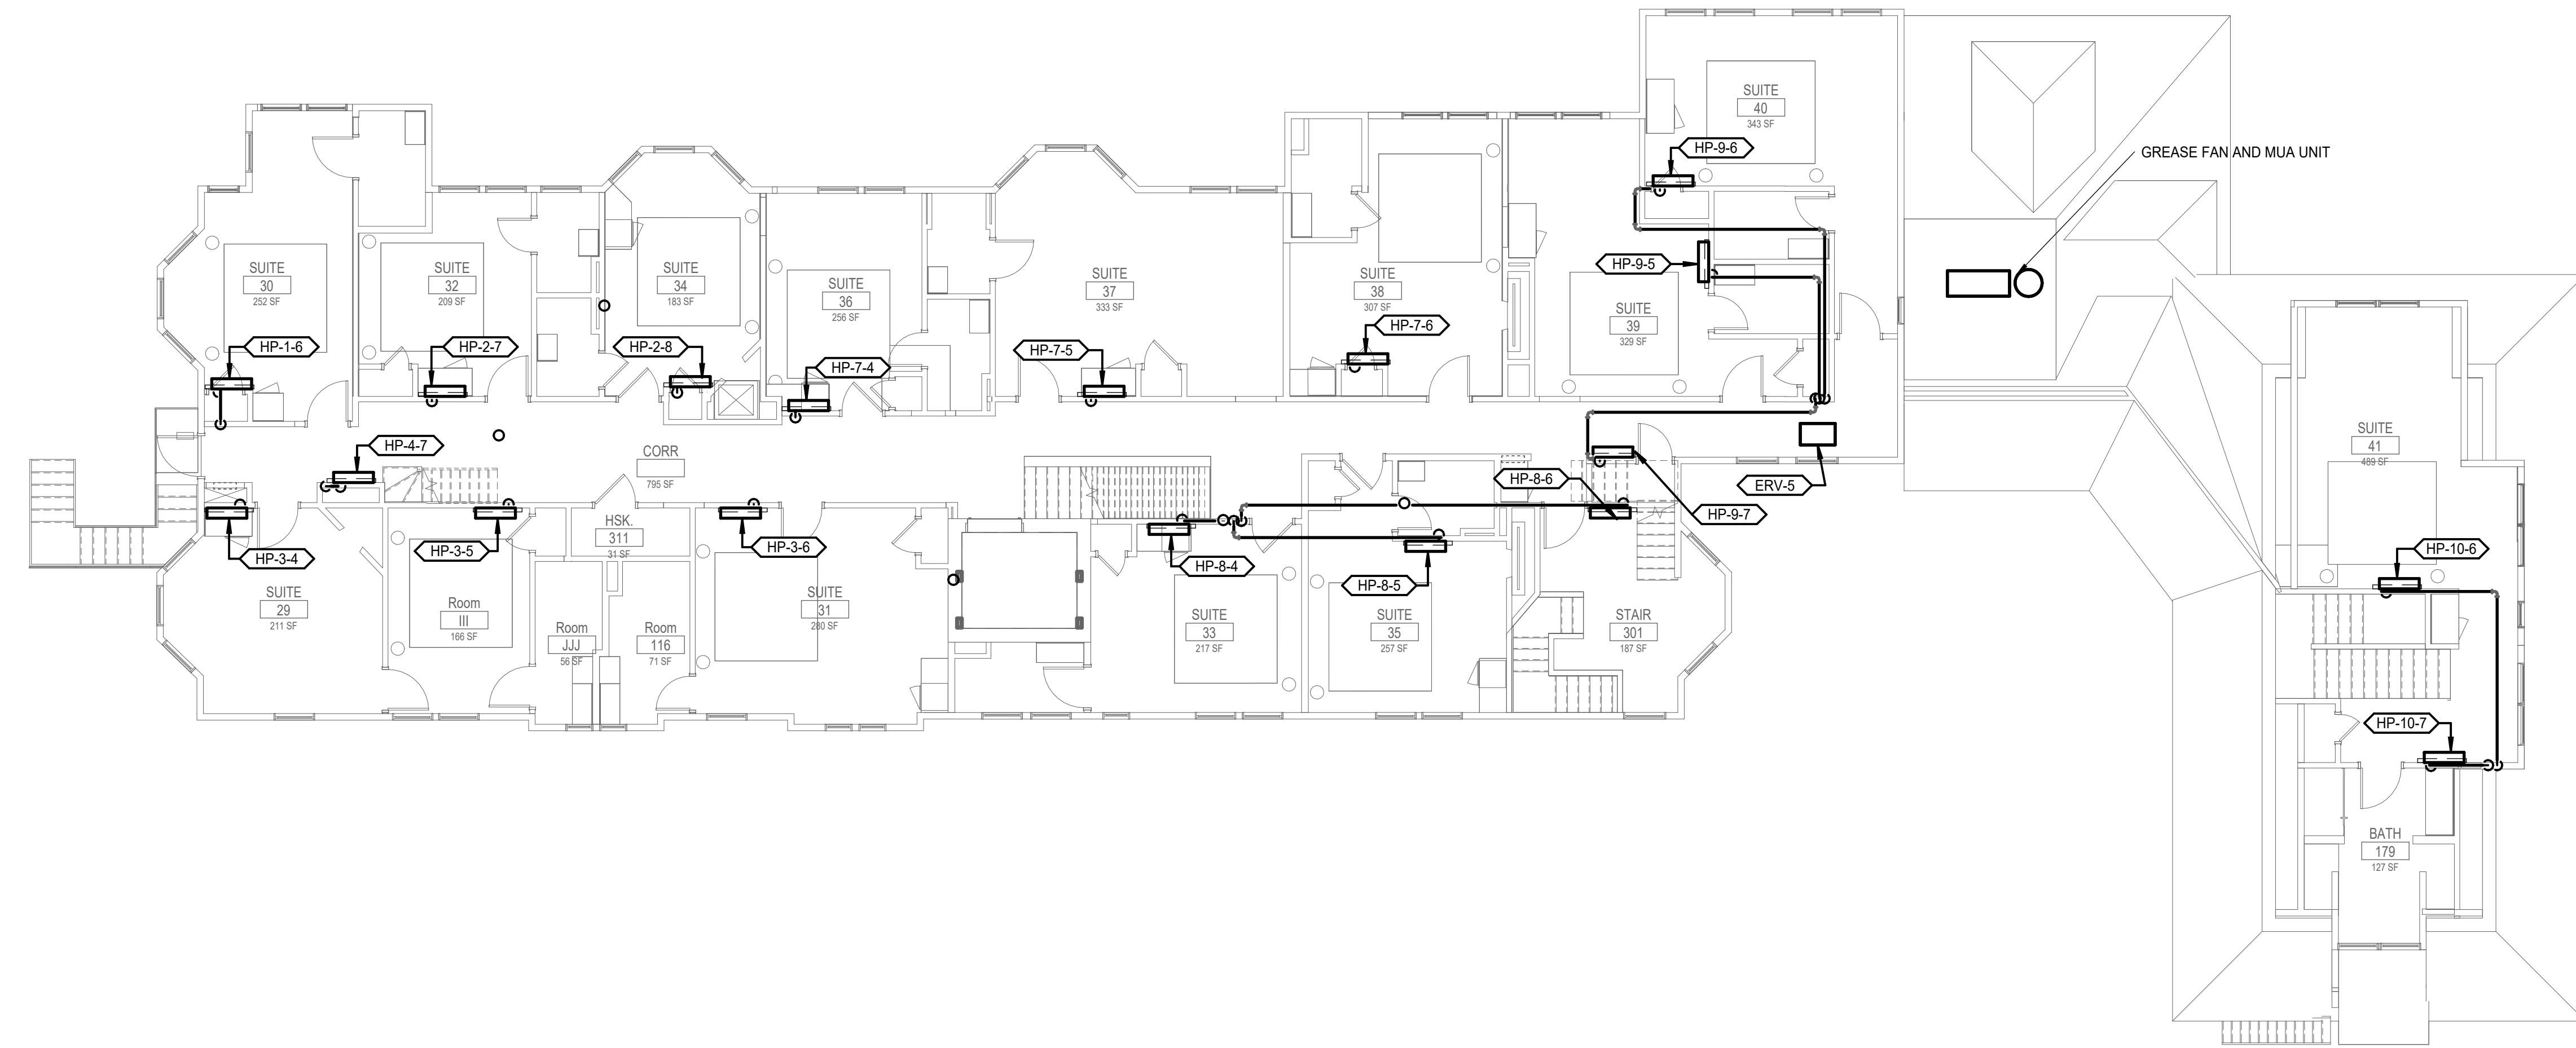 SUITE
40
343 SF
HP-9-6
GREASE FAN AND MUA UNIT
SUITE
30
252 SF
SUITE
32
209 SF
SUITE
34
183 SF
SUITE
36
256 SF
SUITE
37
333 SF
SUITE
38
307 SF
HP-9-5
SUITE
39
329 SF
HP-1-6
HP-2-7
HP-2-8
HP-7-4
HP-7-5
HP-7-6
HP-4-7
CORR
795 SF
HP-8-6
ERV-5
HP-9-7
SUITE
41
489 SF
HP-3-4
HP-3-5
HSK.
311
31 SF
HP-3-6
HP-8-4
HP-8-5
HP-10-6
SUITE
29
211 SF
Room
III
166 SF
Room
JJJ
56 SF
Room
116
71 SF
SUITE
31
280 SF
SUITE
33
217 SF
SUITE
35
257 SF
STAIR
301
187 SF
HP-10-7
BATH
179
127 SF